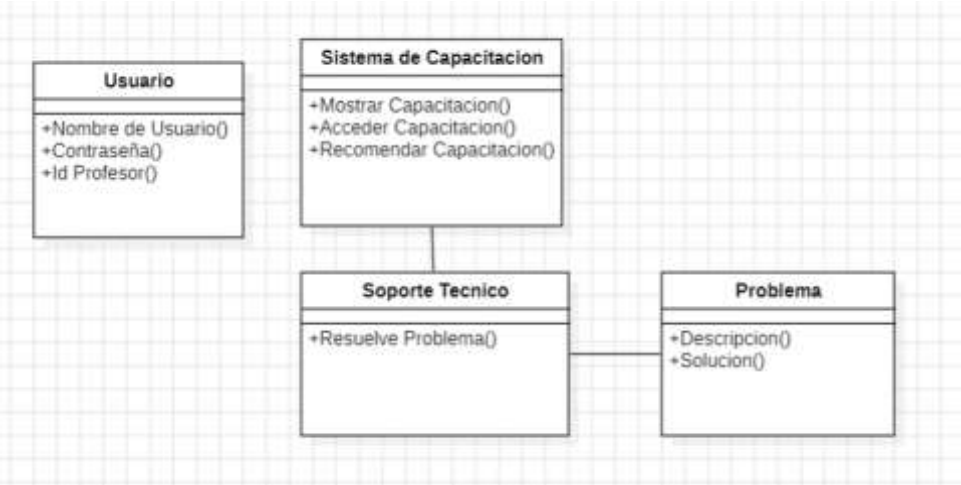 Usuario
+Nombre de Usuario()
+Contraseña()
+Id Profesor()
Sistema de Capacitacion
+Mostrar Capacitacion()
+Acceder Capacitacion()
+Recomendar Capacitacion()
Soporte Tecnico
+Resuelve Problema()
Problema
+Descripcion()
+Solucion()